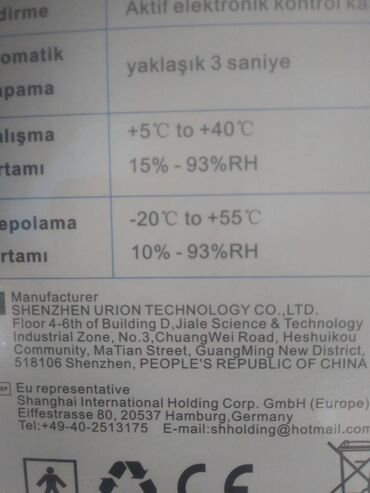 dirme Aktif elektronik kontrol
omatik
apama
yaklaşık 3 saniye
alışma
rtamı
+5℃ to +40℃
15% - 93%RH
epolama
rtamı
-20℃ to +55℃
10% - 93%RH
Manufacturer
SHENZHEN URION TECHNOLOGY CO.,LTD.
Floor 4-6th of Building D,Jiale Science & Technology
Industrial Zone, No.3,ChuangWei Road, Heshuikou
Community, MaTian Street, GuangMing New District,
518106 Shenzhen, PEOPLE'S REPUBLIC OF CHINA
REP Eu representative
Shanghai International Holding Corp. GmbH (Europe)
Eiffestrasse 80, 20537 Hamburg,Germany
Tel:+49-40-2513175 E-mail:shholding@hotmail.com
CE